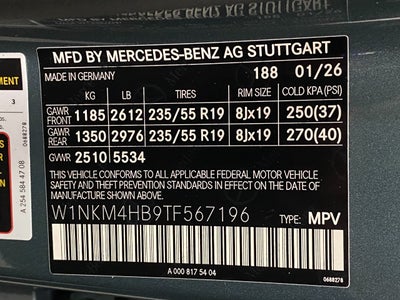 MFD BY MERCEDES-BENZ AG STUTTGART
MADE IN GERMANY 188 01/26
KG LB TIRES RIM SIZE COLD KPA (PSI)
GAWR FRONT 1185 2612 235/55 R19 8Jx19 250(37)
GAWR REAR 1350 2976 235/55 R19 8Jx19 270(40)
GVWR 2510 5534
THIS VEHICLE CONFORMS TO ALL APPLICABLE FEDERAL MOTOR VEHICLE
SAFETY AND THEFT PREVENTION STANDARDS IN EFFECT ON THE DATE OF
MANUFACTURE SHOWN ABOVE.
W1NKM4HB9TF567196 TYPE: MPV
A 000 817 54 04
0688278
3
0688278
A 254 584 47 08